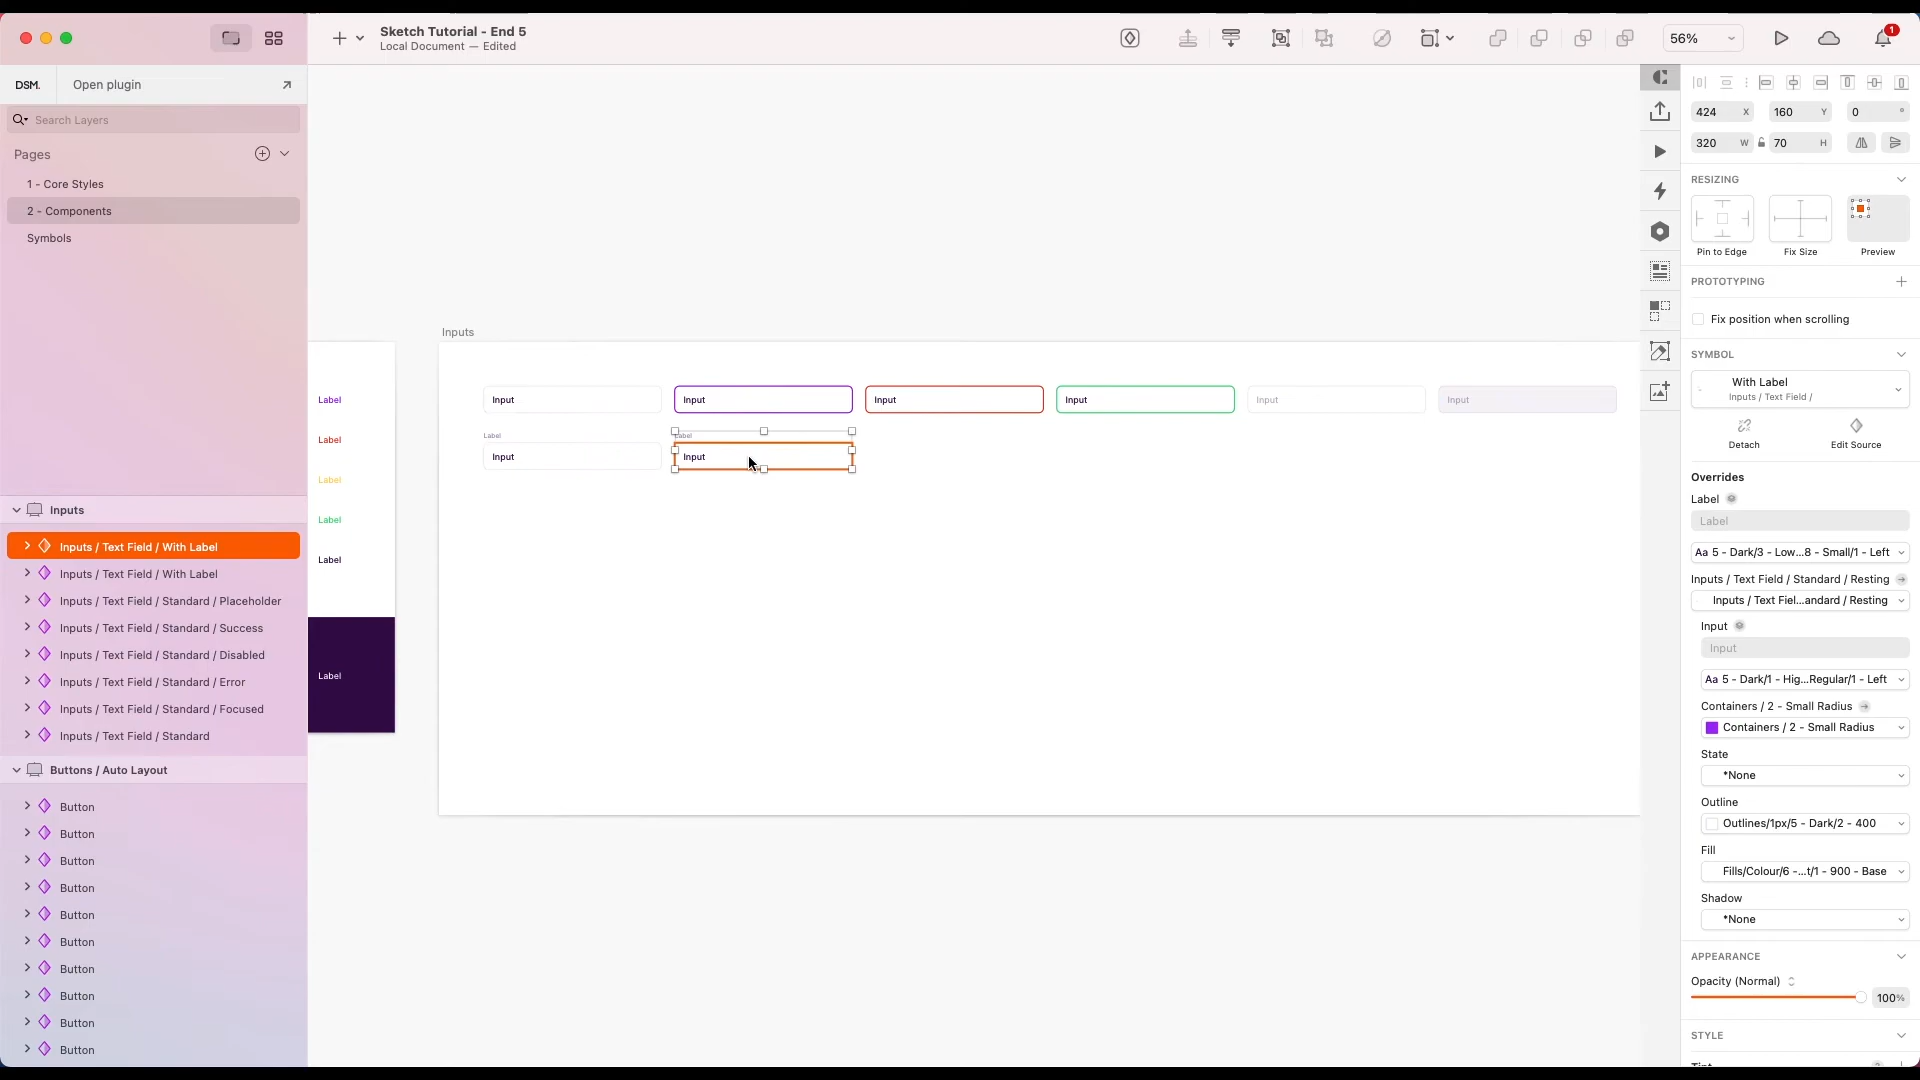 Sketch Tutorial - End 5
Local Document — Edited
56%
1
DSM.
Open plugin
Search Layers
Pages
1 - Core Styles
2 - Components
Symbols
Inputs
Inputs / Text Field / With Label
Inputs / Text Field / With Label
Inputs / Text Field / Standard / Placeholder
Inputs / Text Field / Standard / Success
Inputs / Text Field / Standard / Disabled
Inputs / Text Field / Standard / Error
Inputs / Text Field / Standard / Focused
Inputs / Text Field / Standard
Buttons / Auto Layout
Button
Button
Button
Button
Button
Button
Button
Button
Button
Button
Label
Label
Label
Label
Label
Label
Inputs
Input
Input
Input
Input
Input
Input
Label
Label
Input
Input
424 X
160 Y
0 °
320 W
70 H
RESIZING
Pin to Edge
Fix Size
Preview
PROTOTYPING
Fix position when scrolling
SYMBOL
With Label
Inputs / Text Field /
Detach
Edit Source
Overrides
Label
Label
Aa 5 - Dark/3 - Low...8 - Small/1 - Left
Inputs / Text Field / Standard / Resting
Inputs / Text Fiel...andard / Resting
Input
Input
Aa 5 - Dark/1 - Hig...Regular/1 - Left
Containers / 2 - Small Radius
Containers / 2 - Small Radius
State
*None
Outline
Outlines/1px/5 - Dark/2 - 400
Fill
Fills/Colour/6 -...t/1 - 900 - Base
Shadow
*None
APPEARANCE
Opacity (Normal)
100%
STYLE